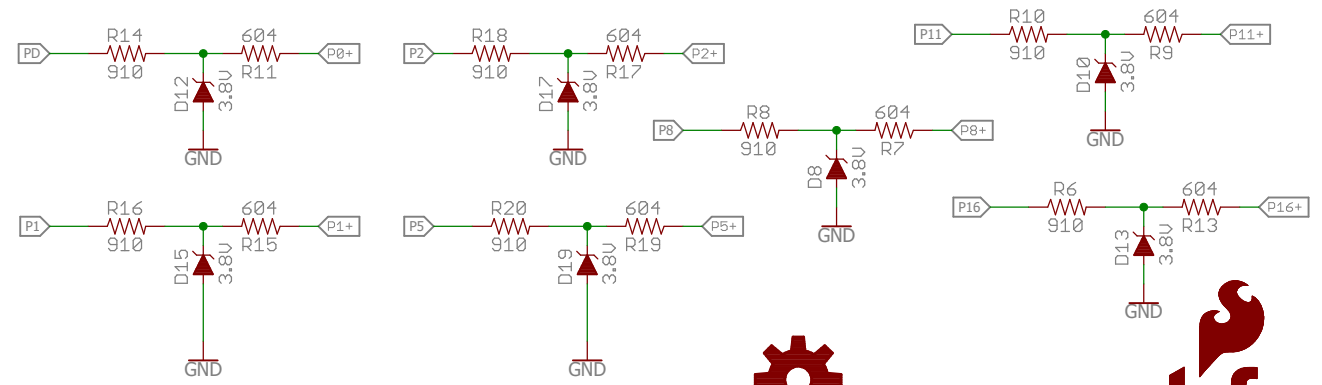 R14
604
PD
P0+
910
R11
D12
3.8V
GND
R18
604
P2
P2+
910
R17
D17
3.8V
GND
R10
604
P11
P11+
910
R9
D10
3.8V
GND
R8
604
P8
P8+
910
R7
D8
3.8V
GND
R16
604
P1
P1+
910
R15
D15
3.8V
GND
R20
604
P5
P5+
910
R19
D19
3.8V
GND
R6
604
P16
P16+
910
R13
D13
3.8V
GND